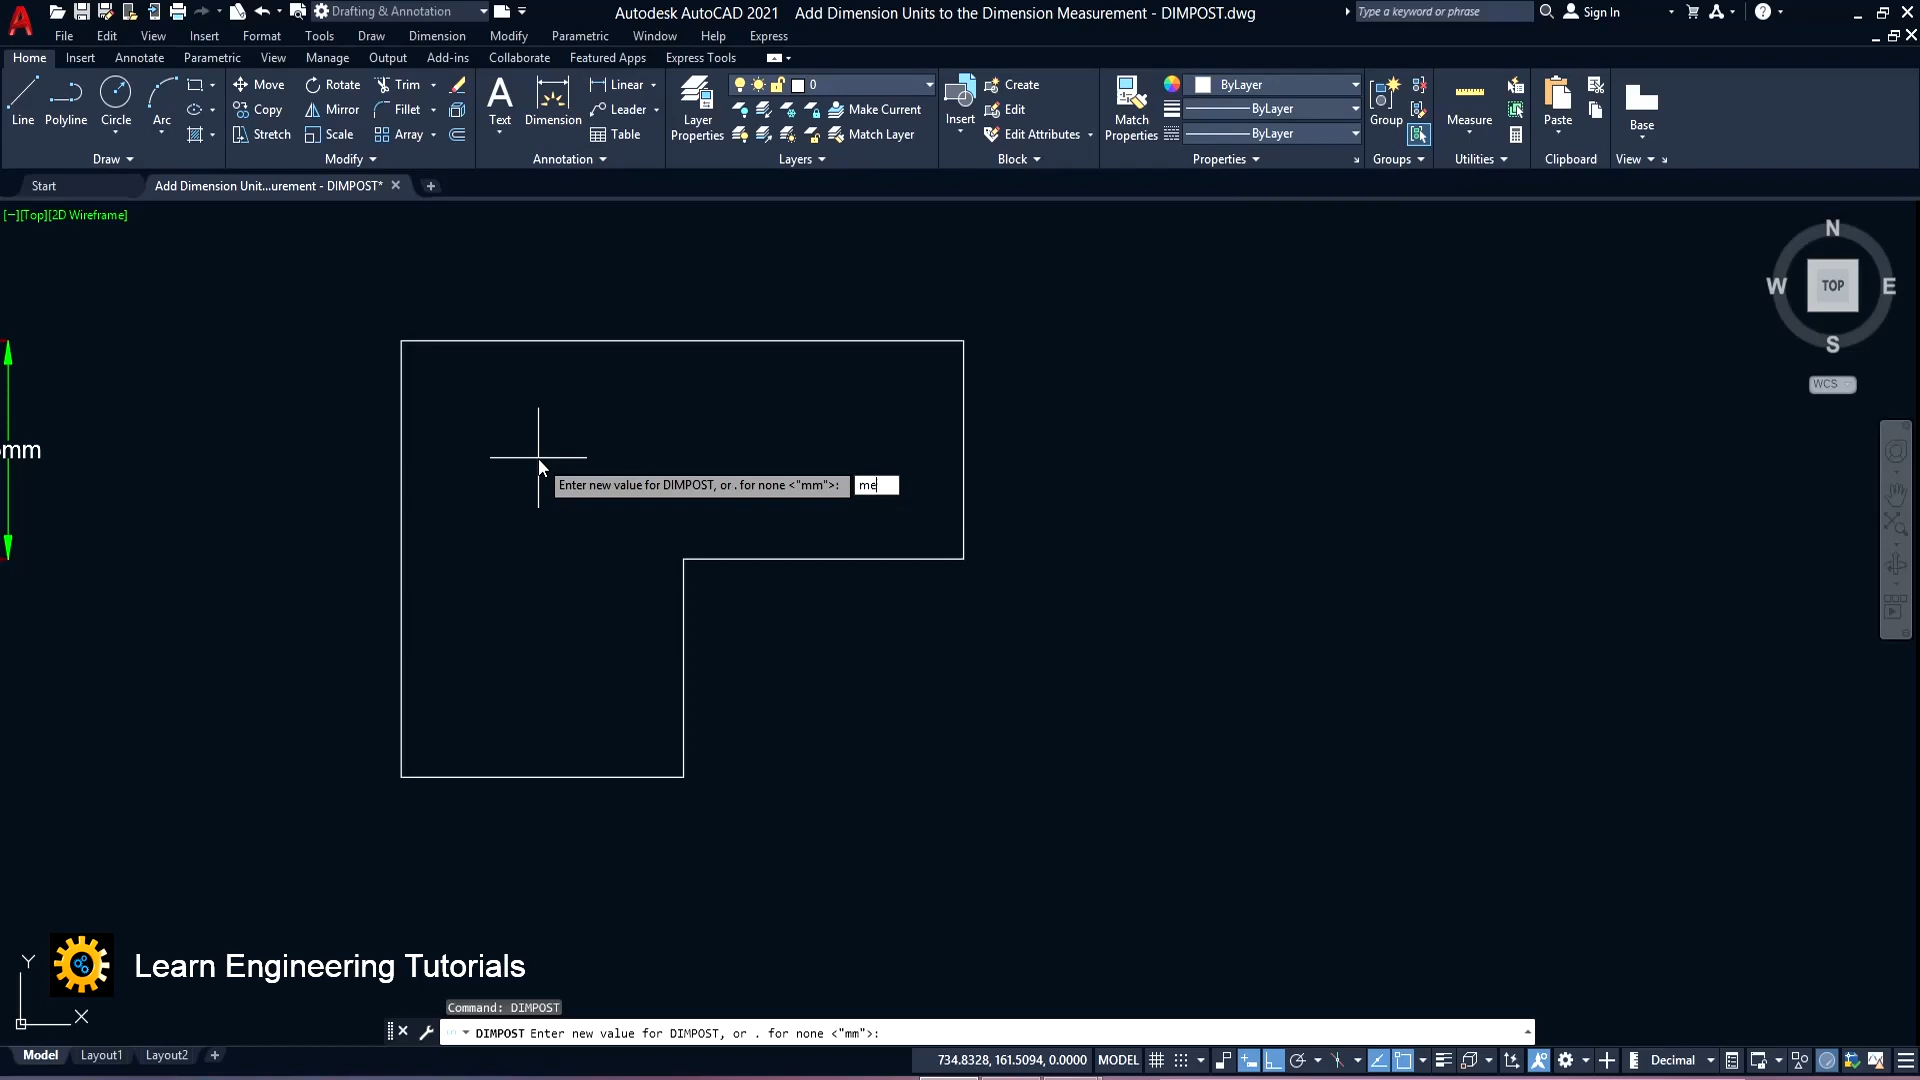 Drafting & Annotation
Autodesk AutoCAD 2021 Add Dimension Units to the Dimension Measurement - DIMPOST.dwg
Type a keyword or phrase
Sign In
File Edit View Insert Format Tools Draw Dimension Modify Parametric Window Help Express
Home Insert Annotate Parametric View Manage Output Add-ins Collaborate Featured Apps Express Tools
Line Polyline Circle Arc
Move Rotate Trim
Copy Mirror Fillet
Stretch Scale Array
Text Dimension
Linear
Leader
Table
Layer Properties
0
Make Current
Match Layer
Insert
Create
Edit
Edit Attributes
Match Properties
ByLayer
ByLayer
ByLayer
Group
Measure
Paste
Base
Draw Modify Annotation Layers Block Properties Groups Utilities Clipboard View
Start
Add Dimension Unit...urement - DIMPOST*
[−][Top][2D Wireframe]
N
W TOP E
S
WCS
mm
Enter new value for DIMPOST, or . for none <"mm">: me
Learn Engineering Tutorials
Y
X
Command: DIMPOST
DIMPOST Enter new value for DIMPOST, or . for none <"mm">:
Model Layout1 Layout2
734.8328, 161.5094, 0.0000 MODEL
Decimal